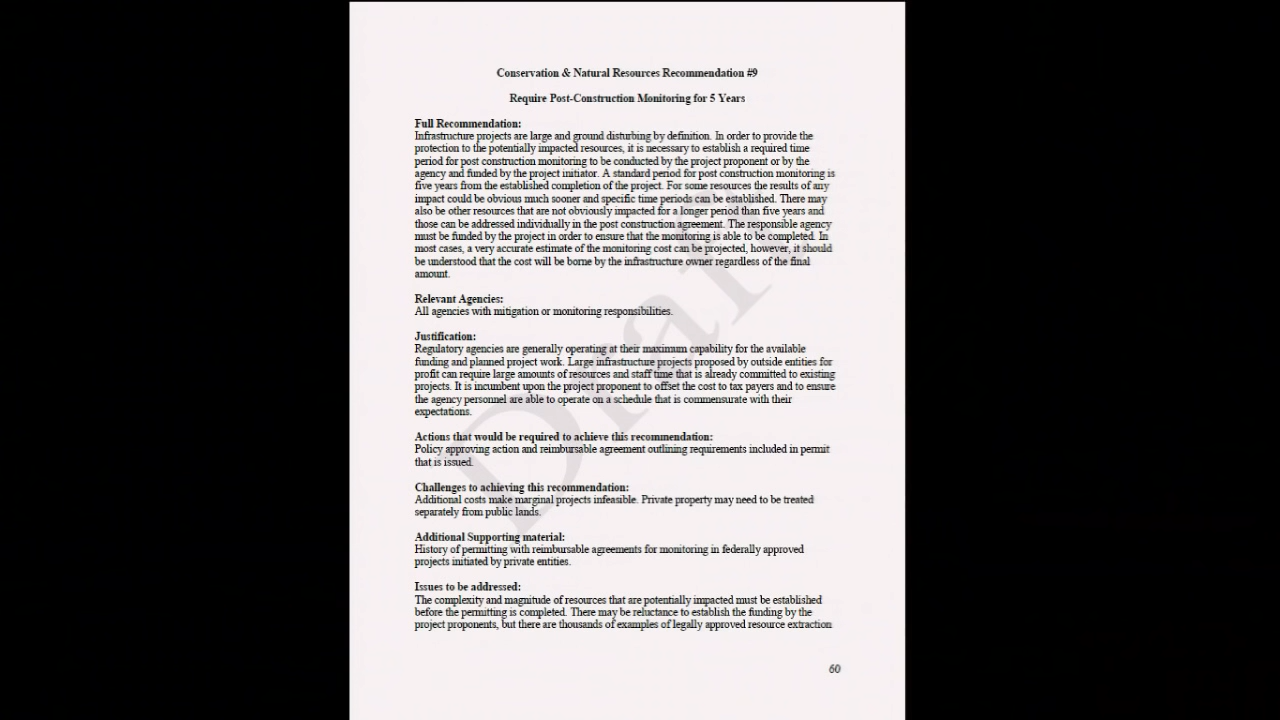 Conservation & Natural Resources Recommendation #9
Require Post-Construction Monitoring for 5 Years
Full Recommendation:
Infrastructure projects are large and ground disturbing by definition. In order to provide the
protection to the potentially impacted resources, it is necessary to establish a required time
period for post construction monitoring to be conducted by the project proponent or by the
agency and funded by the project initiator. A standard period for post construction monitoring is
five years from the established completion of the project. For some resources the results of any
impact could be obvious much sooner and specific time periods can be established. There may
also be other resources that are not obviously impacted for a longer period than five years and
those can be addressed individually in the post construction agreement. The responsible agency
must be funded by the project in order to ensure that the monitoring is able to be completed. In
most cases, a very accurate estimate of the monitoring cost can be projected, however, it should
be understood that the cost will be borne by the infrastructure owner regardless of the final
amount.
Relevant Agencies:
All agencies with mitigation or monitoring responsibilities.
Justification:
Regulatory agencies are generally operating at their maximum capability for the available
funding and planned project work. Large infrastructure projects proposed by outside entities for
profit can require large amounts of resources and staff time that is already committed to existing
projects. It is incumbent upon the project proponent to offset the cost to tax payers and to ensure
the agency personnel are able to operate on a schedule that is commensurate with their
expectations.
Actions that would be required to achieve this recommendation:
Policy approving action and reimbursable agreement outlining requirements included in permit
that is issued.
Challenges to achieving this recommendation:
Additional costs make marginal projects infeasible. Private property may need to be treated
separately from public lands.
Additional Supporting material:
History of permitting with reimbursable agreements for monitoring in federally approved
projects initiated by private entities.
Issues to be addressed:
The complexity and magnitude of resources that are potentially impacted must be established
before the permitting is completed. There may be reluctance to establish the funding by the
project proponents, but there are thousands of examples of legally approved resource extraction
60
Draft